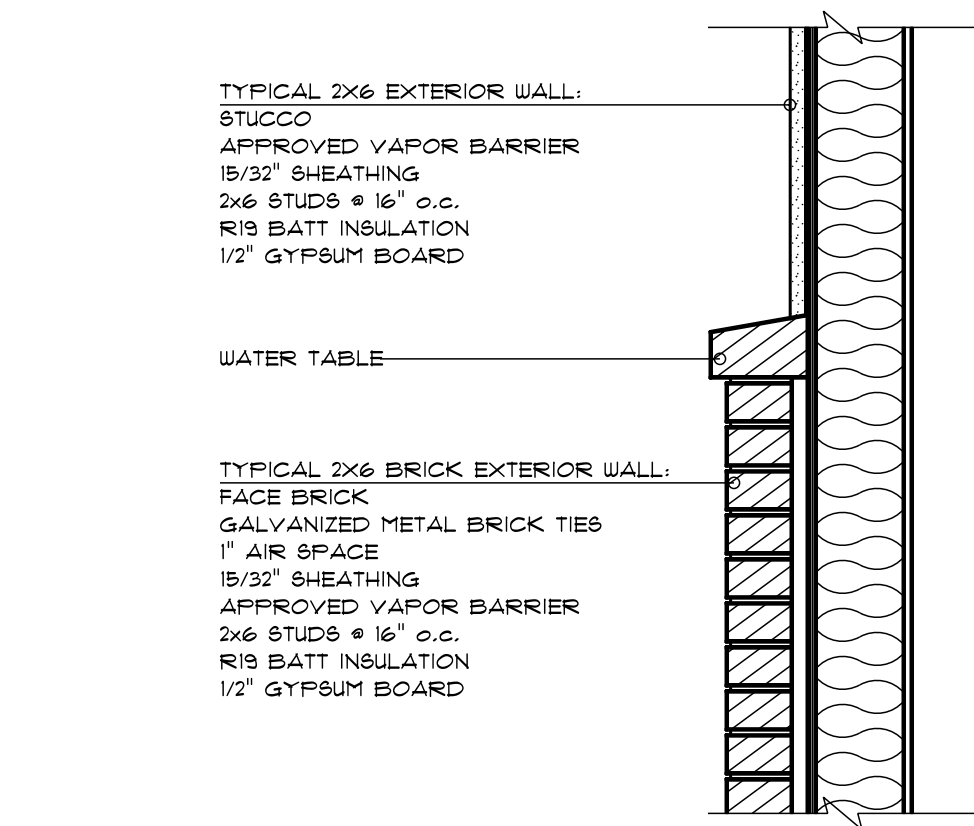 TYPICAL 2X6 EXTERIOR WALL:
STUCCO
APPROVED VAPOR BARRIER
15/32" SHEATHING
2x6 STUDS @ 16" o.c.
R19 BATT INSULATION
1/2" GYPSUM BOARD
WATER TABLE
TYPICAL 2X6 BRICK EXTERIOR WALL:
FACE BRICK
GALVANIZED METAL BRICK TIES
1" AIR SPACE
15/32" SHEATHING
APPROVED VAPOR BARRIER
2x6 STUDS @ 16" o.c.
R19 BATT INSULATION
1/2" GYPSUM BOARD